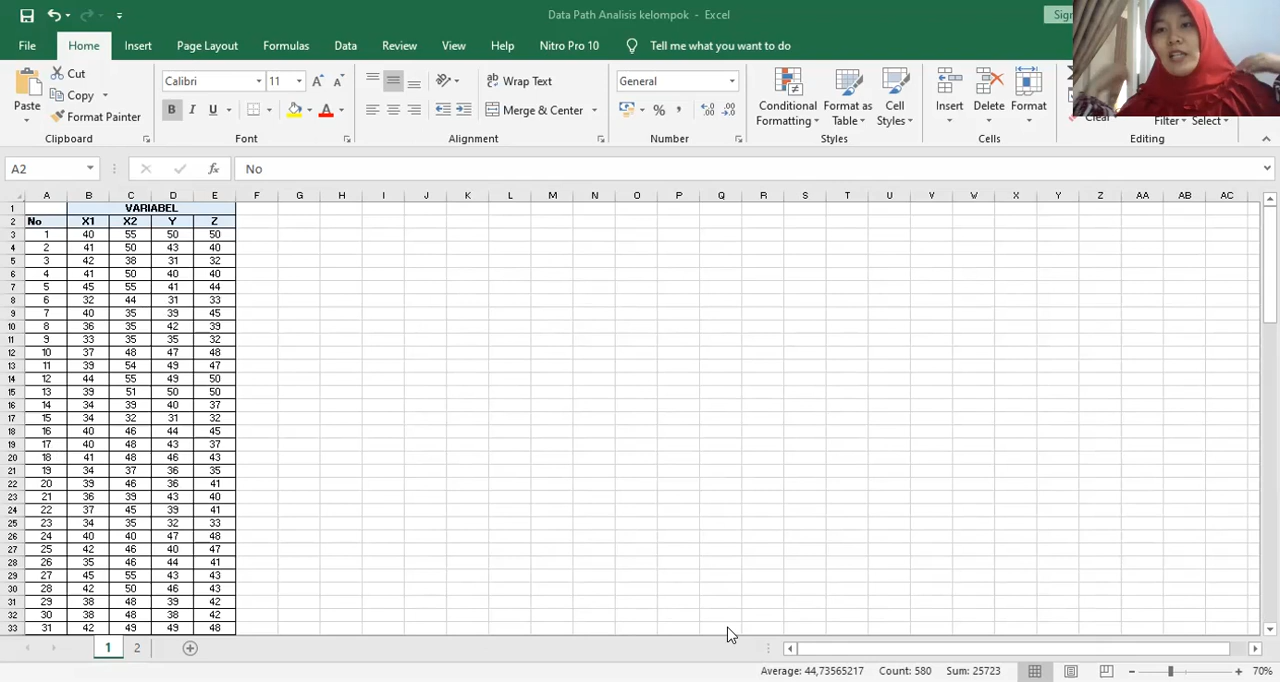 Data Path Analisis kelompok - Excel
Sign
File Home Insert Page Layout Formulas Data Review View Help Nitro Pro 10 Tell me what you want to do
Paste
Cut
Copy
Format Painter
Clipboard
Calibri 11
B I U
Font
Wrap Text
Merge & Center
Alignment
General
% ,
Number
Conditional Formatting
Format as Table
Cell Styles
Styles
Insert Delete Format
Cells
Clear
Filter Select
Editing
A2 fx No
A B C D E F G H I J K L M N O P Q R S T U V W X Y Z AA AB AC
1 VARIABEL
2 No X1 X2 Y Z
3 1 40 55 50 50
4 2 41 50 43 40
5 3 42 38 31 32
6 4 41 50 40 40
7 5 45 55 41 44
8 6 32 44 31 33
9 7 40 35 39 45
10 8 36 35 42 39
11 9 33 35 35 32
12 10 37 48 47 48
13 11 39 54 49 47
14 12 44 55 49 50
15 13 39 51 50 50
16 14 34 39 40 37
17 15 34 32 31 32
18 16 40 46 44 45
19 17 40 48 43 37
20 18 41 48 46 43
21 19 34 37 36 35
22 20 39 46 36 41
23 21 36 39 43 40
24 22 37 45 39 41
25 23 34 35 32 33
26 24 40 40 47 48
27 25 42 46 40 47
28 26 35 46 44 41
29 27 45 55 43 43
30 28 42 50 46 43
31 29 38 48 39 42
32 30 38 48 38 42
33 31 42 49 49 48
1 2
Average: 44,73565217 Count: 580 Sum: 25723 70%